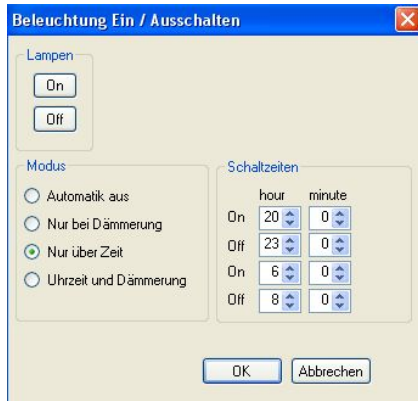 Beleuchtung Ein / Ausschalten
Lampen
On
Off
Modus
Automatik aus
Nur bei Dämmerung
Nur über Zeit
Uhrzeit und Dämmerung
Schaltzeiten
hour minute
On 20 0
Off 23 0
On 6 0
Off 8 0
OK Abbrechen